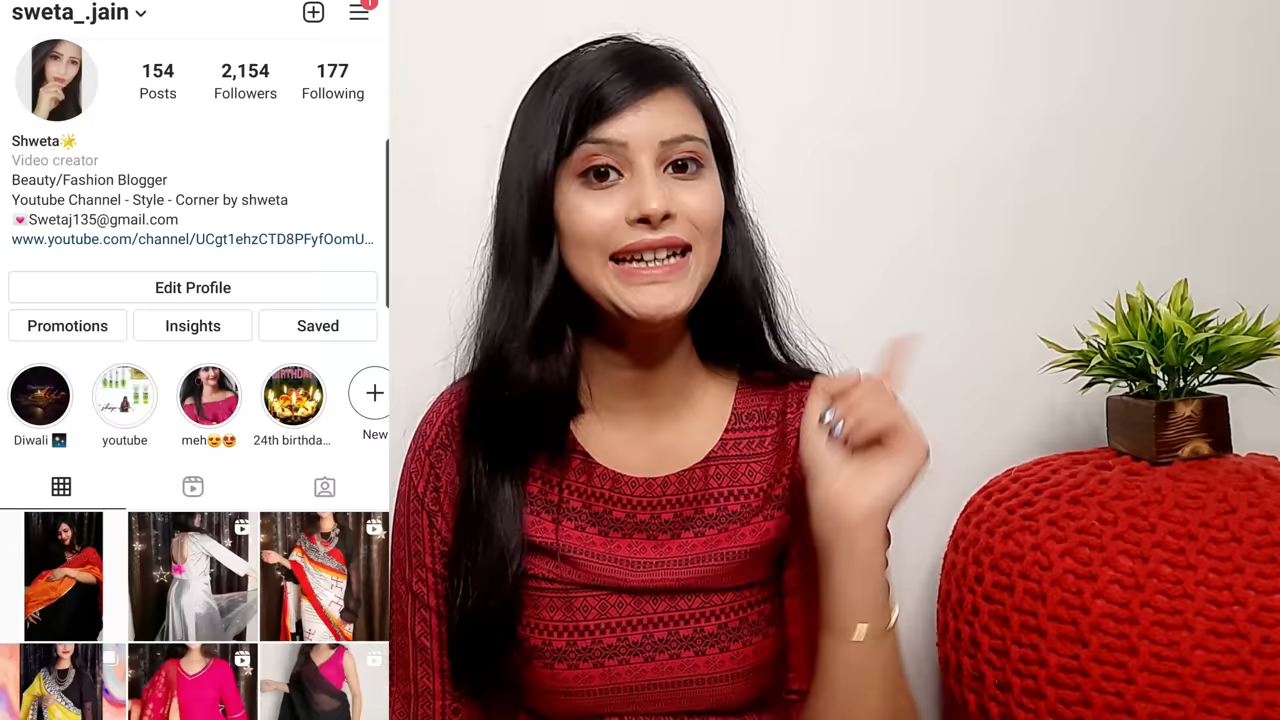 sweta_.jain
1
154 2,154 177
Posts Followers Following
Shweta🌟
Video creator
Beauty/Fashion Blogger
Youtube Channel - Style - Corner by shweta
💌Swetaj135@gmail.com
www.youtube.com/channel/UCgt1ehzCTD8PFyfOomU...
Edit Profile
Promotions Insights Saved
BIRTHDAY
Diwali 🎆 youtube meh😍😍 24th birthda... New